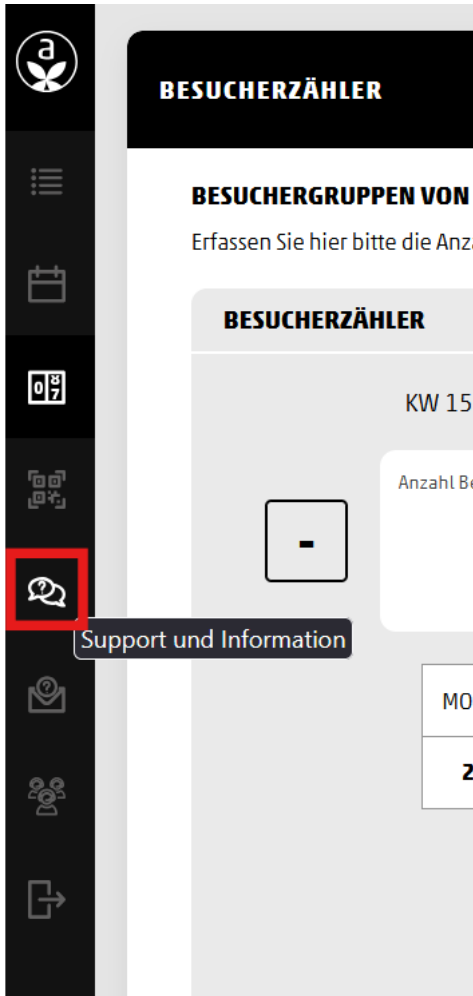 a
BESUCHERZÄHLER
BESUCHERGRUPPEN VON
Erfassen Sie hier bitte die Anz
BESUCHERZÄHLER
KW 15
Anzahl Be
-
Support und Information
MO
2